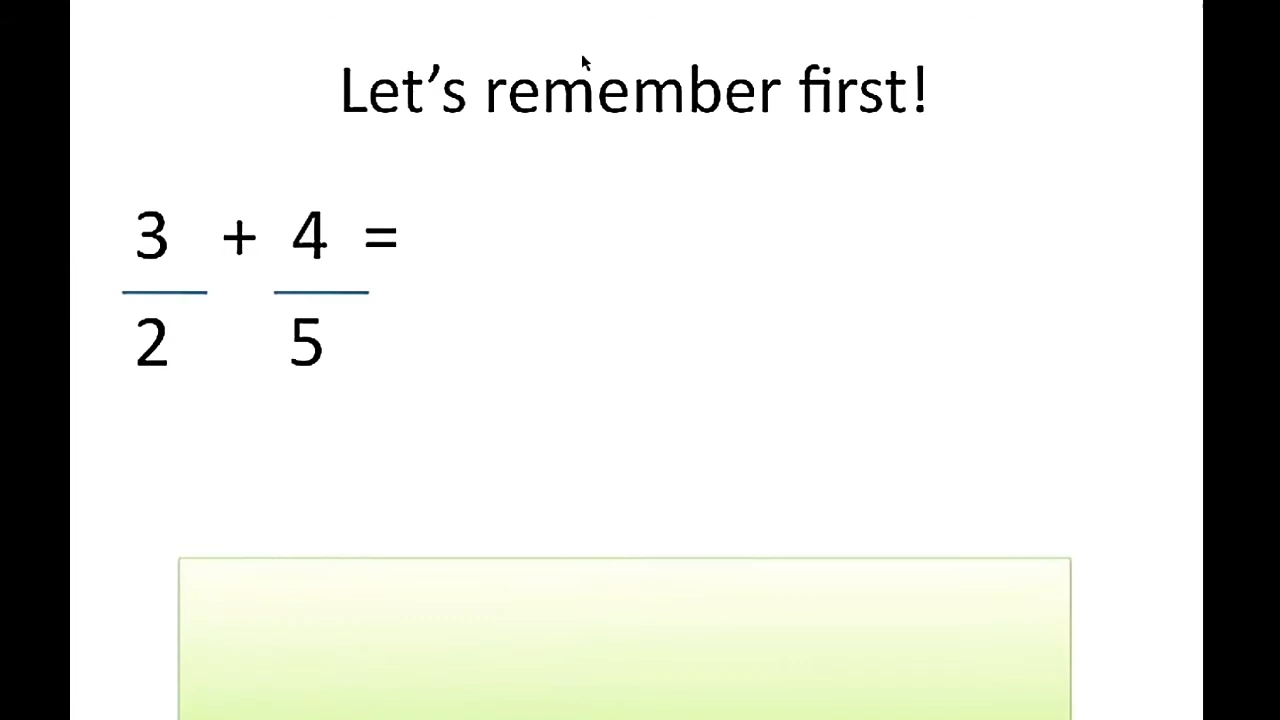 Let’s remember first!
3 + 4 =
2 5